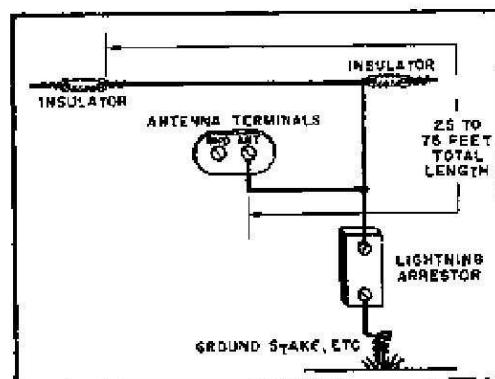 INSULATOR
INSULATOR
ANTENNA TERMINALS
ANT
25 TO
75 FEET
TOTAL
LENGTH
LIGHTNING
ARRESTOR
GROUND STAKE, ETC